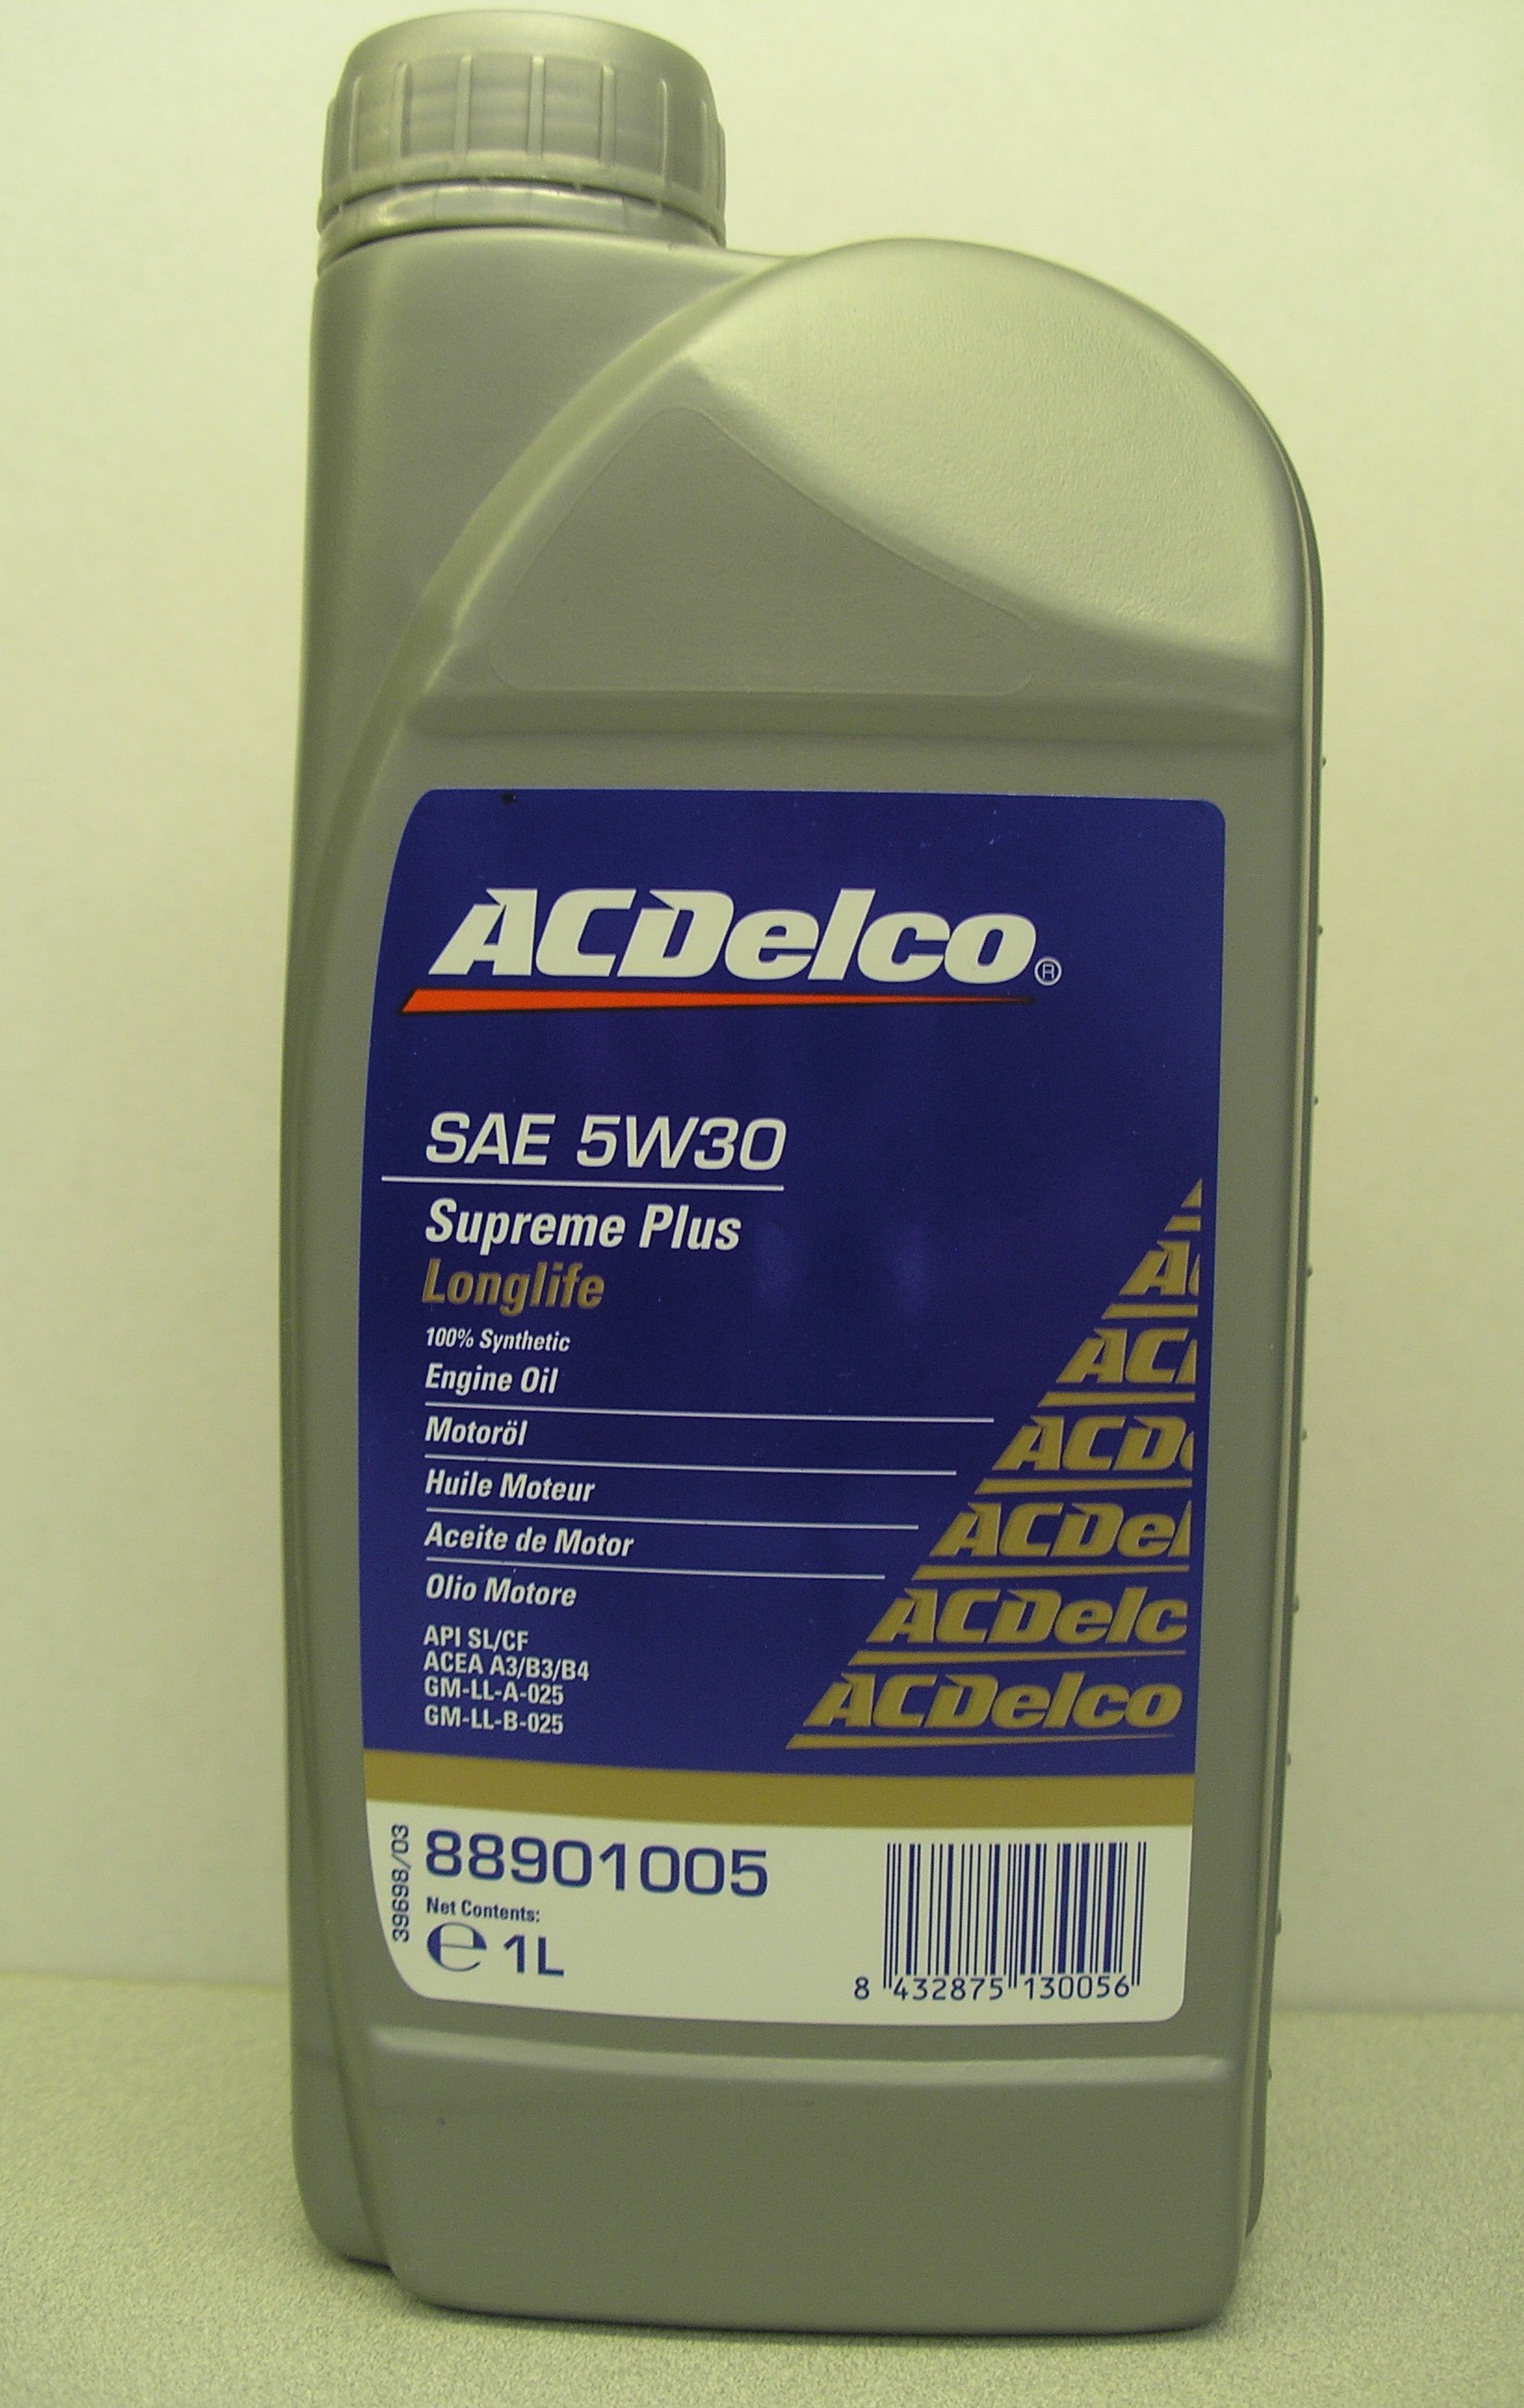 ACDelco®
SAE 5W30
Supreme Plus
Longlife
100% Synthetic
Engine Oil
Motoröl
Huile Moteur
Aceite de Motor
Olio Motore
API SL/CF
ACEA A3/B3/B4
GM-LL-A-025
GM-LL-B-025
A
AC
ACD
ACDel
ACDelc
ACDelco
39698/03
88901005
Net Contents:
℮ 1L
8 432875 130056